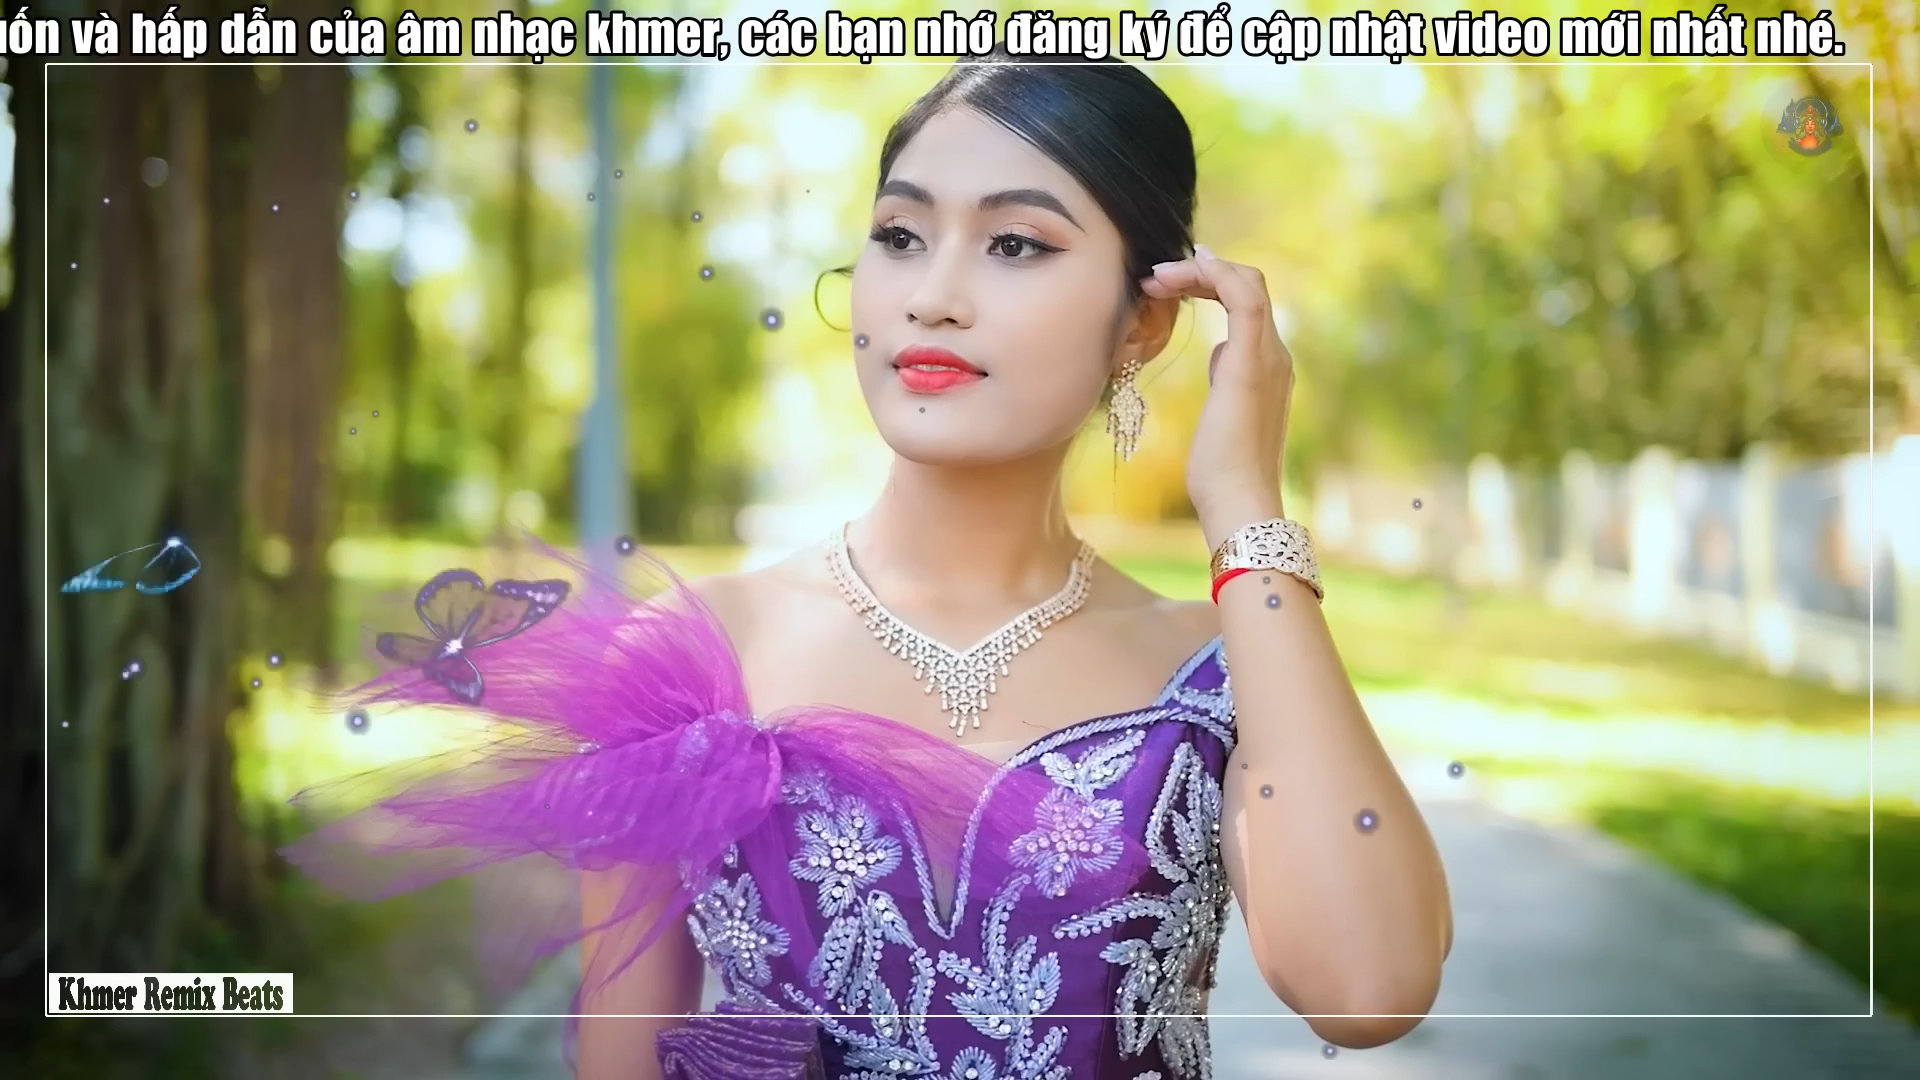 và hấp dẫn của âm nhạc khmer, các bạn nhớ đăng ký để cập nhật video mới nhất nhé.
Khmer Remix Beats